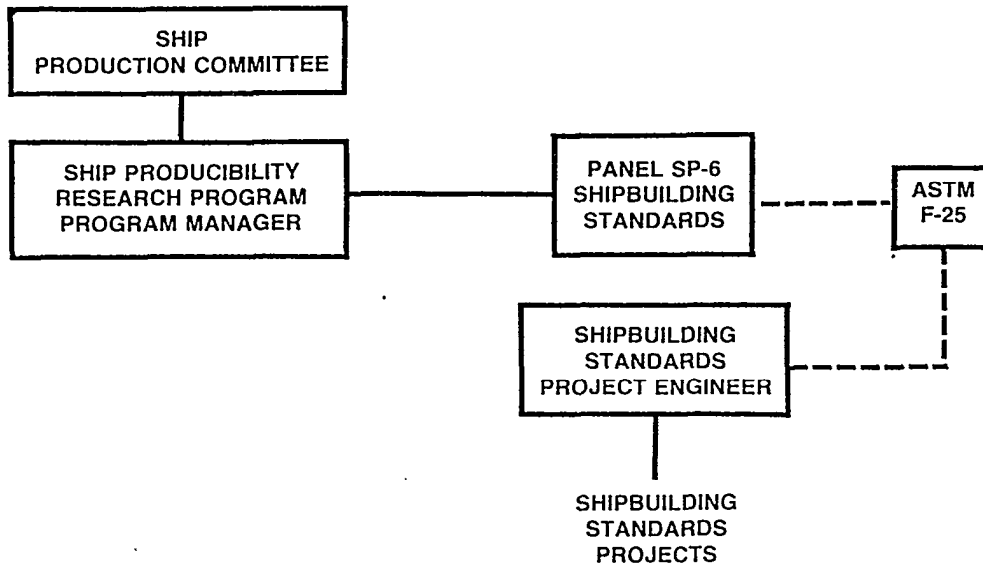 SHIP
PRODUCTION COMMITTEE
SHIP PRODUCIBILITY
RESEARCH PROGRAM
PROGRAM MANAGER
PANEL SP-6
SHIPBUILDING
STANDARDS
ASTM
F-25
SHIPBUILDING
STANDARDS
PROJECT ENGINEER
SHIPBUILDING
STANDARDS
PROJECTS